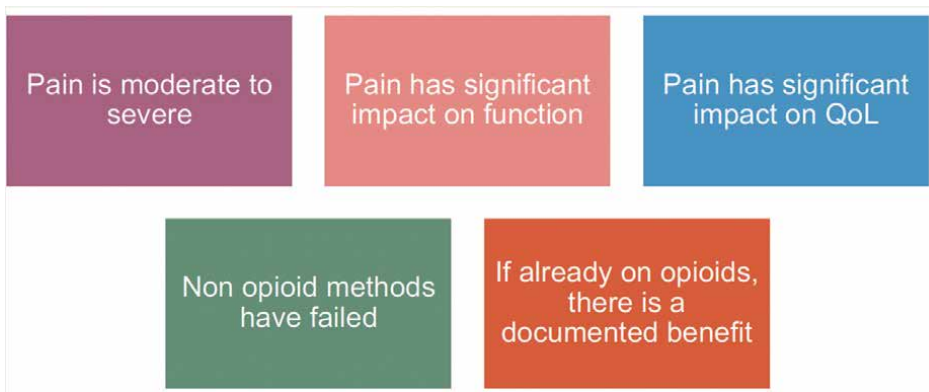 Pain is moderate to
severe
Pain has significant
impact on function
Pain has significant
impact on QoL
Non opioid methods
have failed
If already on opioids,
there is a
documented benefit